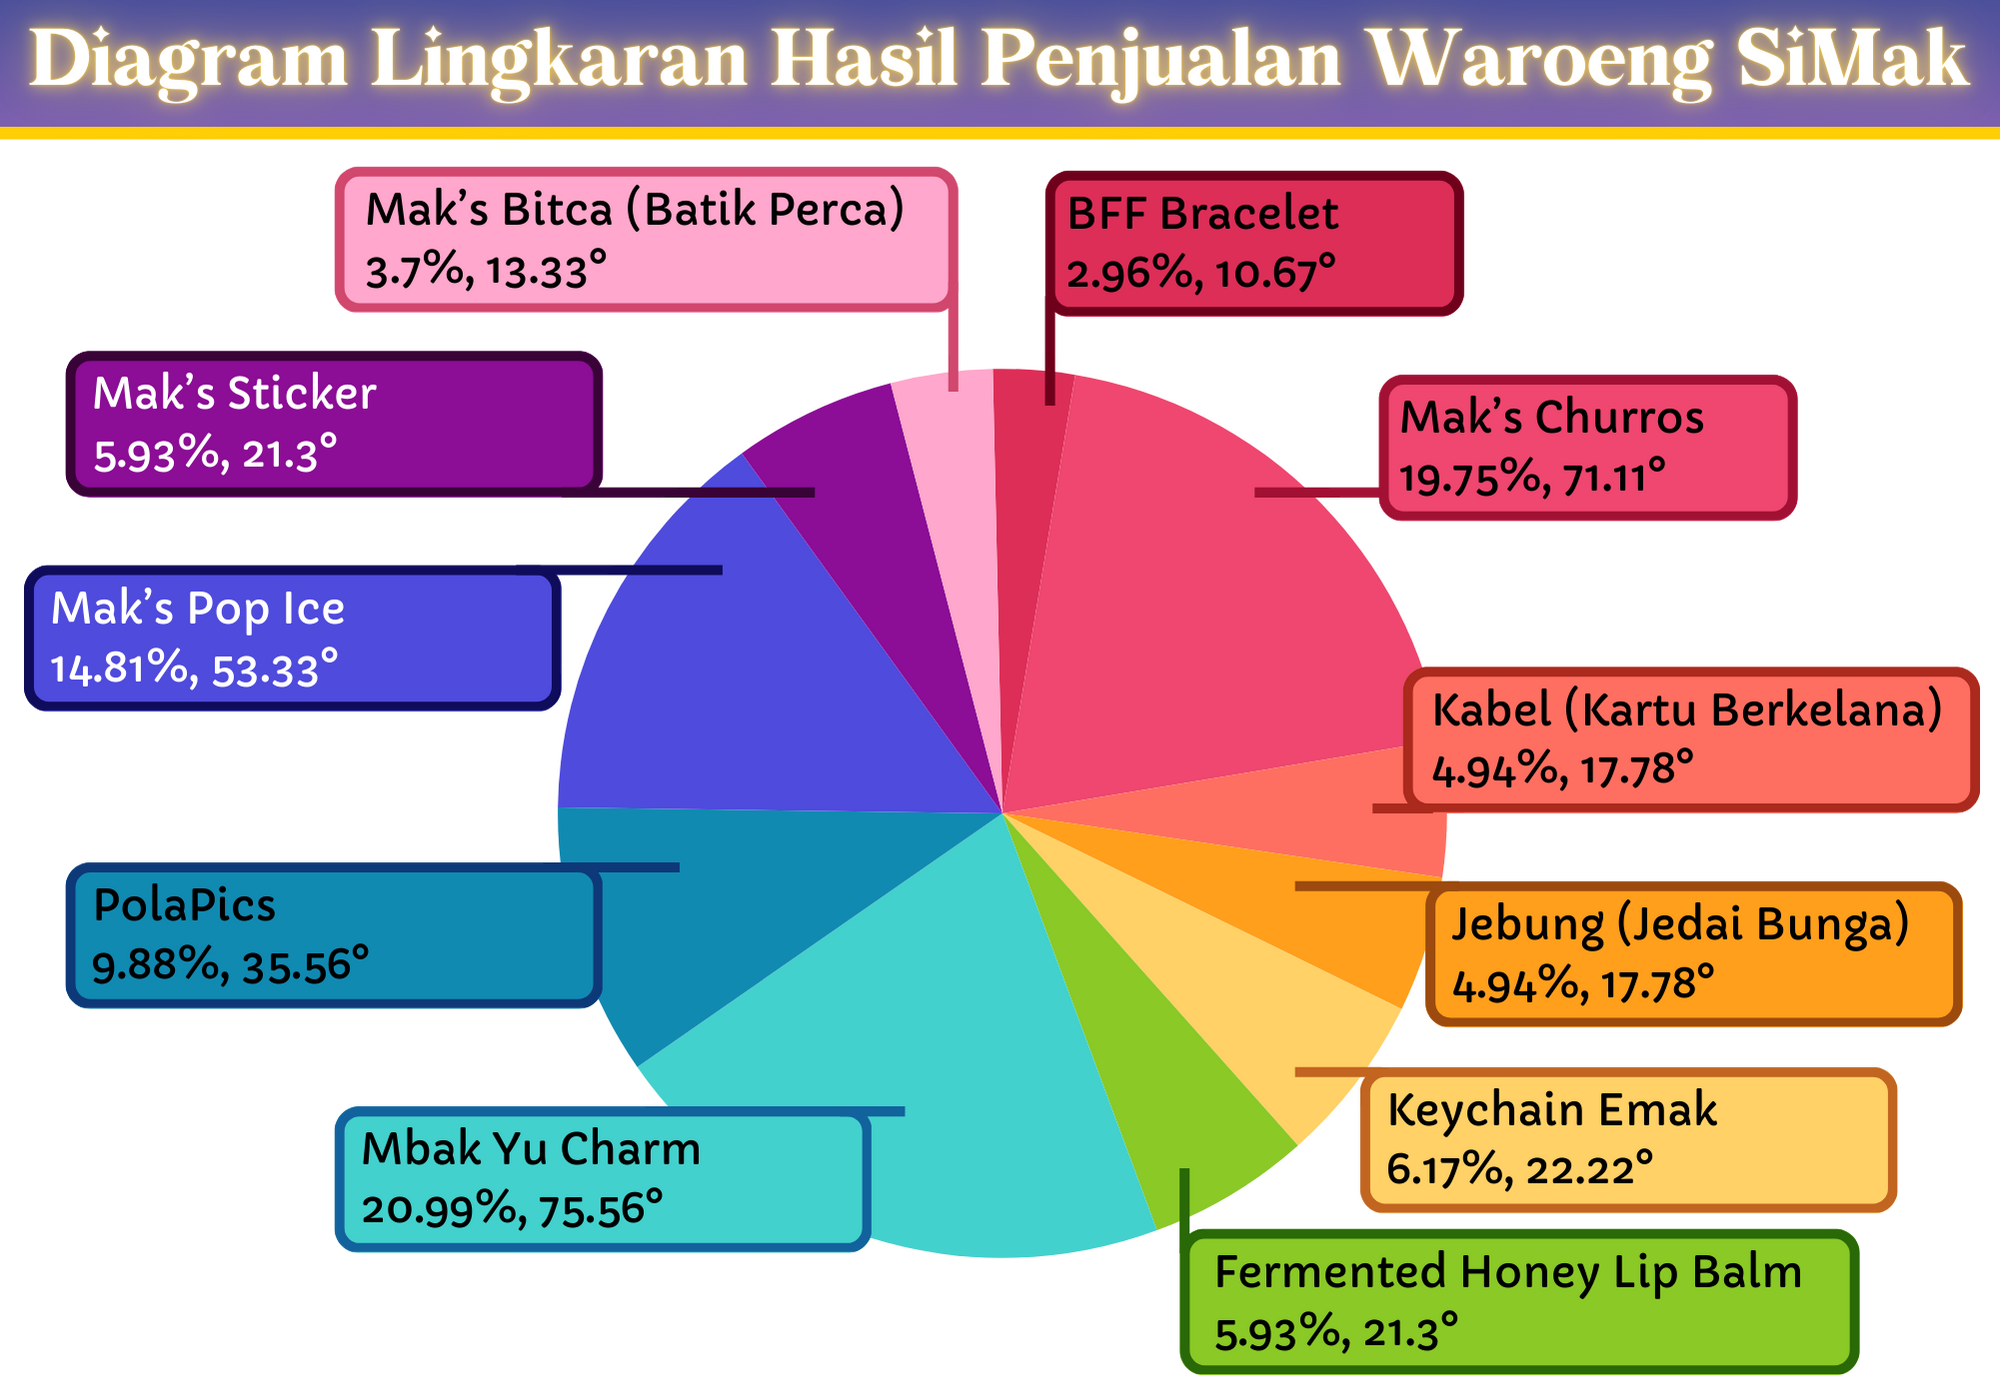 Diagram Lingkaran Hasil Penjualan Waroeng SiMak
Mak's Bitca (Batik Perca)
3.7%, 13.33°
BFF Bracelet
2.96%, 10.67°
Mak's Sticker
5.93%, 21.3°
Mak's Churros
19.75%, 71.11°
Mak's Pop Ice
14.81%, 53.33°
Kabel (Kartu Berkelana)
4.94%, 17.78°
PolaPics
9.88%, 35.56°
Jebung (Jedai Bunga)
4.94%, 17.78°
Keychain Emak
6.17%, 22.22°
Mbak Yu Charm
20.99%, 75.56°
Fermented Honey Lip Balm
5.93%, 21.3°